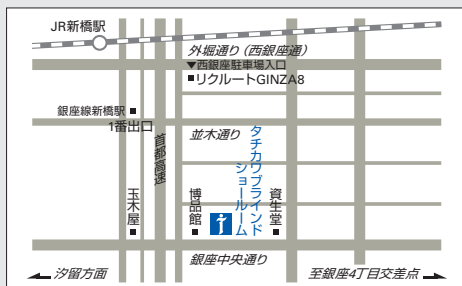 JR新橋駅
外堀通り(西銀座通)
▼西銀座駐車場入口
■リクルートGINZA8
銀座線新橋駅■
1番出口
首都高速
並木通り
タチカワブラインド
ショールーム
玉木屋
博品館
資生堂
銀座中央通り
汐留方面
至銀座4丁目交差点